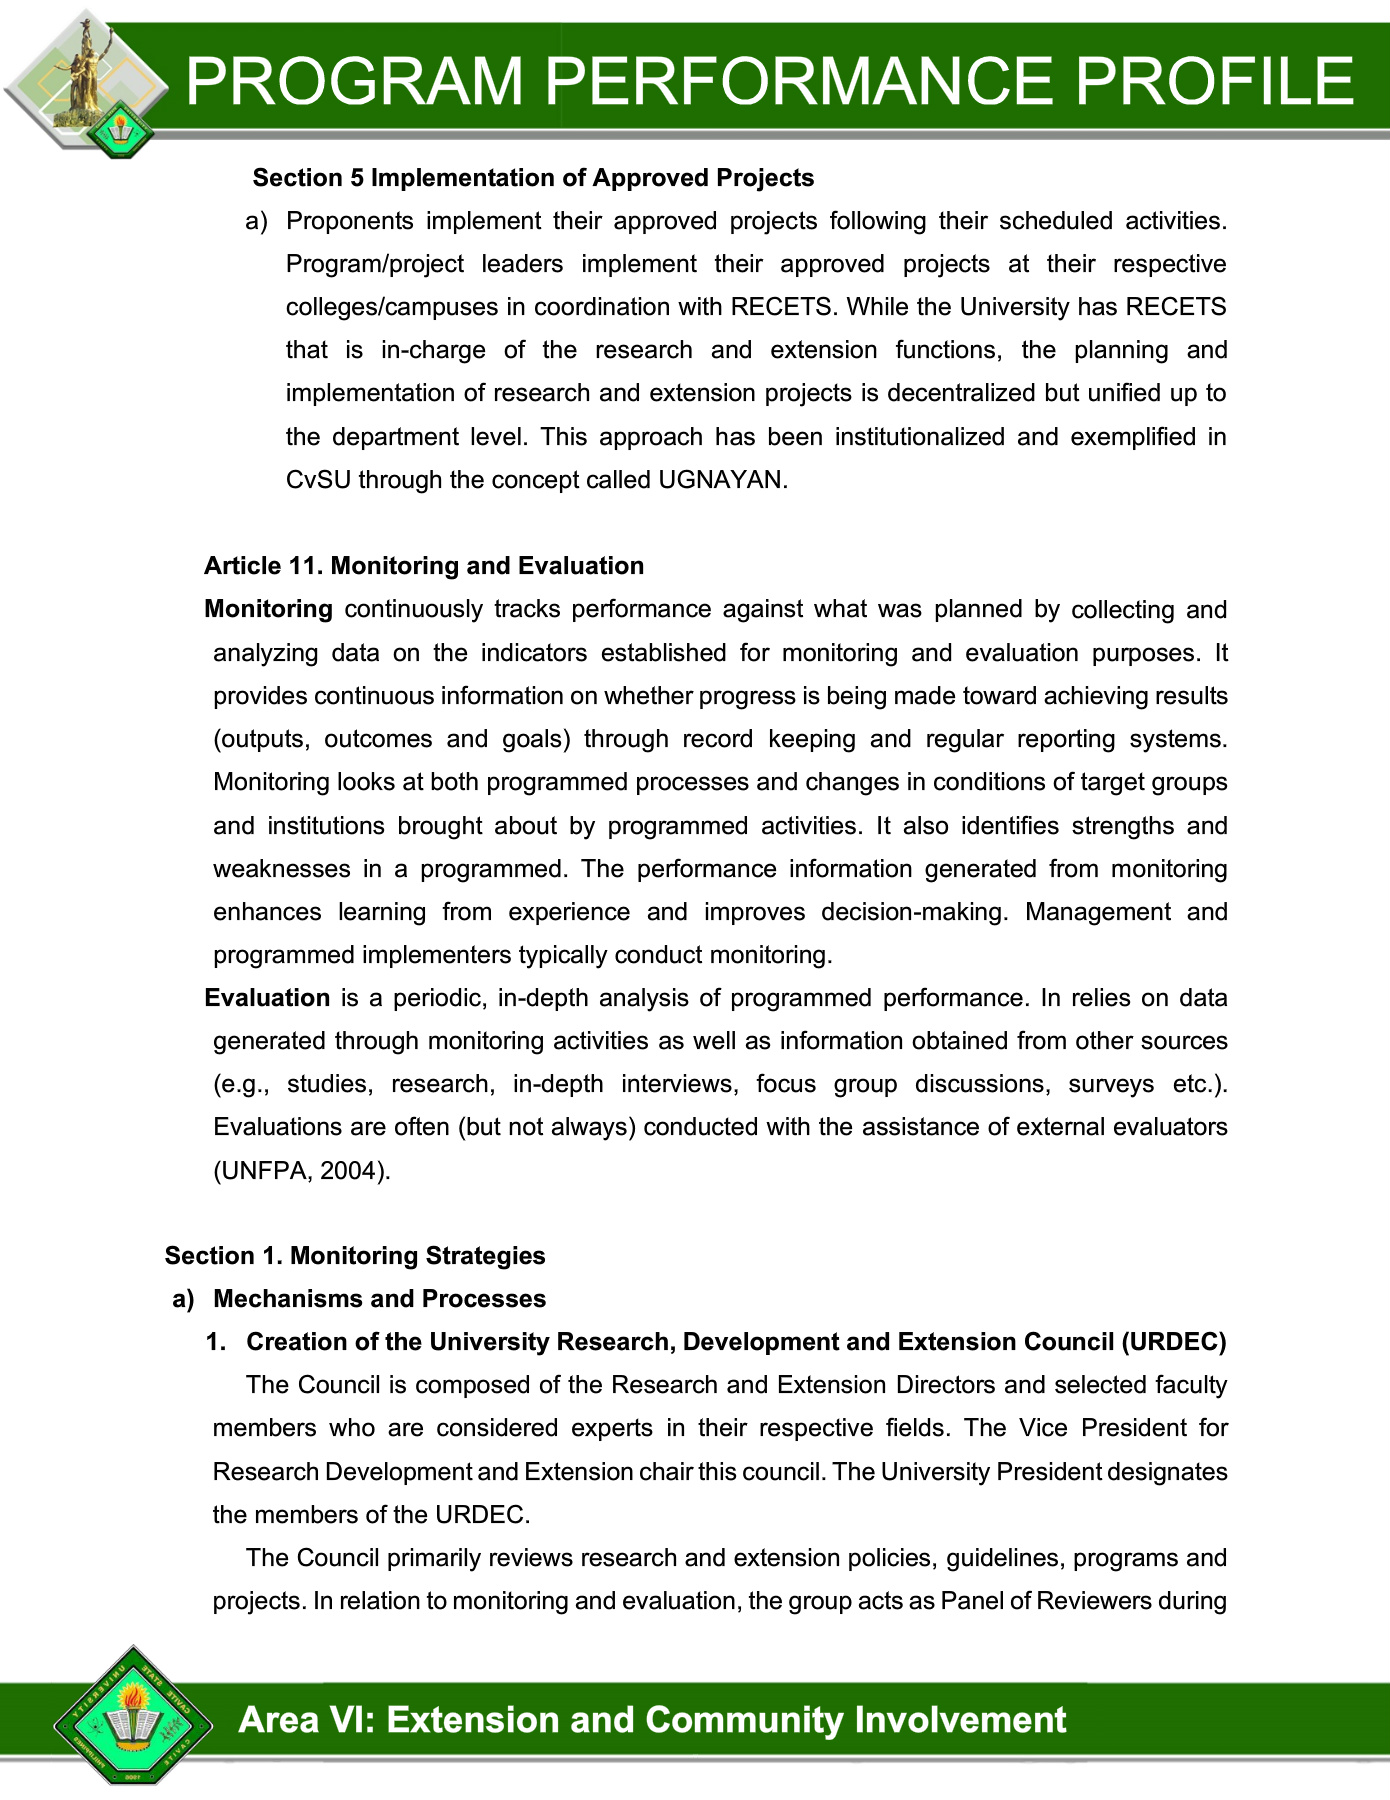 PROGRAM PERFORMANCE PROFILE
Section 5 Implementation of Approved Projects
a) Proponents implement their approved projects following their scheduled activities.
Program/project leaders implement their approved projects at their respective
colleges/campuses in coordination with RECETS. While the University has RECETS
that is in-charge of the research and extension functions, the planning and
implementation of research and extension projects is decentralized but unified up to
the department level. This approach has been institutionalized and exemplified in
CvSU through the concept called UGNAYAN.
Article 11. Monitoring and Evaluation
Monitoring continuously tracks performance against what was planned by collecting and
analyzing data on the indicators established for monitoring and evaluation purposes. It
provides continuous information on whether progress is being made toward achieving results
(outputs, outcomes and goals) through record keeping and regular reporting systems.
Monitoring looks at both programmed processes and changes in conditions of target groups
and institutions brought about by programmed activities. It also identifies strengths and
weaknesses in a programmed. The performance information generated from monitoring
enhances learning from experience and improves decision-making. Management and
programmed implementers typically conduct monitoring.
Evaluation is a periodic, in-depth analysis of programmed performance. In relies on data
generated through monitoring activities as well as information obtained from other sources
(e.g., studies, research, in-depth interviews, focus group discussions, surveys etc.).
Evaluations are often (but not always) conducted with the assistance of external evaluators
(UNFPA, 2004).
Section 1. Monitoring Strategies
a) Mechanisms and Processes
1. Creation of the University Research, Development and Extension Council (URDEC)
The Council is composed of the Research and Extension Directors and selected faculty
members who are considered experts in their respective fields. The Vice President for
Research Development and Extension chair this council. The University President designates
the members of the URDEC.
The Council primarily reviews research and extension policies, guidelines, programs and
projects. In relation to monitoring and evaluation, the group acts as Panel of Reviewers during
CAVITE STATE UNIVERSITY
CAVITE PHILIPPINES
Area VI: Extension and Community Involvement